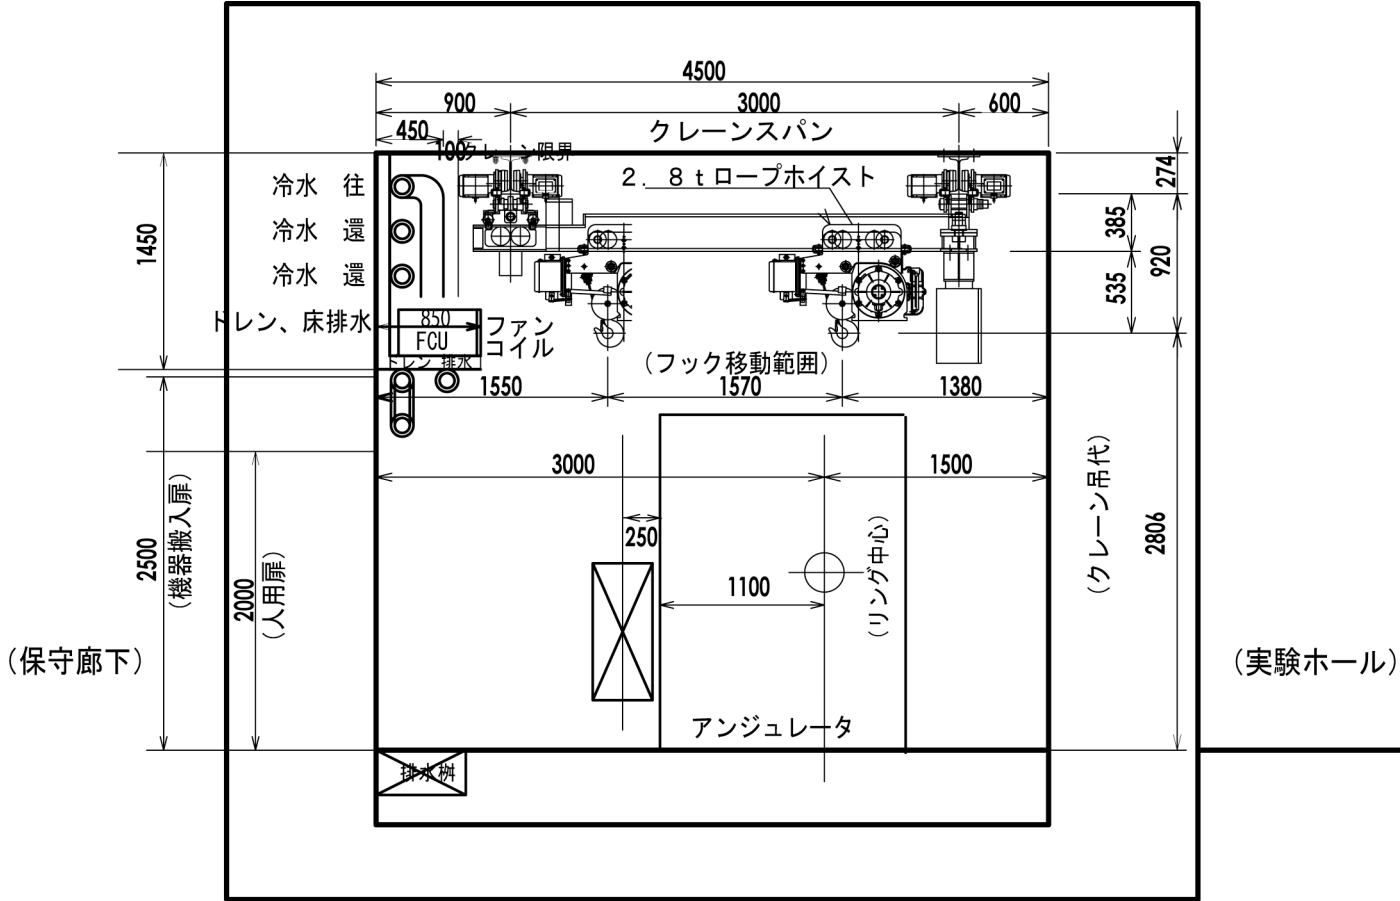 4500
900
3000
600
450
クレーンスパン
100
クレーン限界
274
冷水 往
2. 8tロープホイスト
冷水 還
385
1450
920
冷水 還
535
ドレン、床排水
850
ファン
FCU
コイル
ドレン 排水
(フック移動範囲)
1550
1570
1380
3000
1500
(クレーン吊代)
2806
250
2500
(機器搬入扉)
2000
(人用扉)
1100
(リング中心)
(保守廊下)
(実験ホール)
アンジュレータ
排水桝